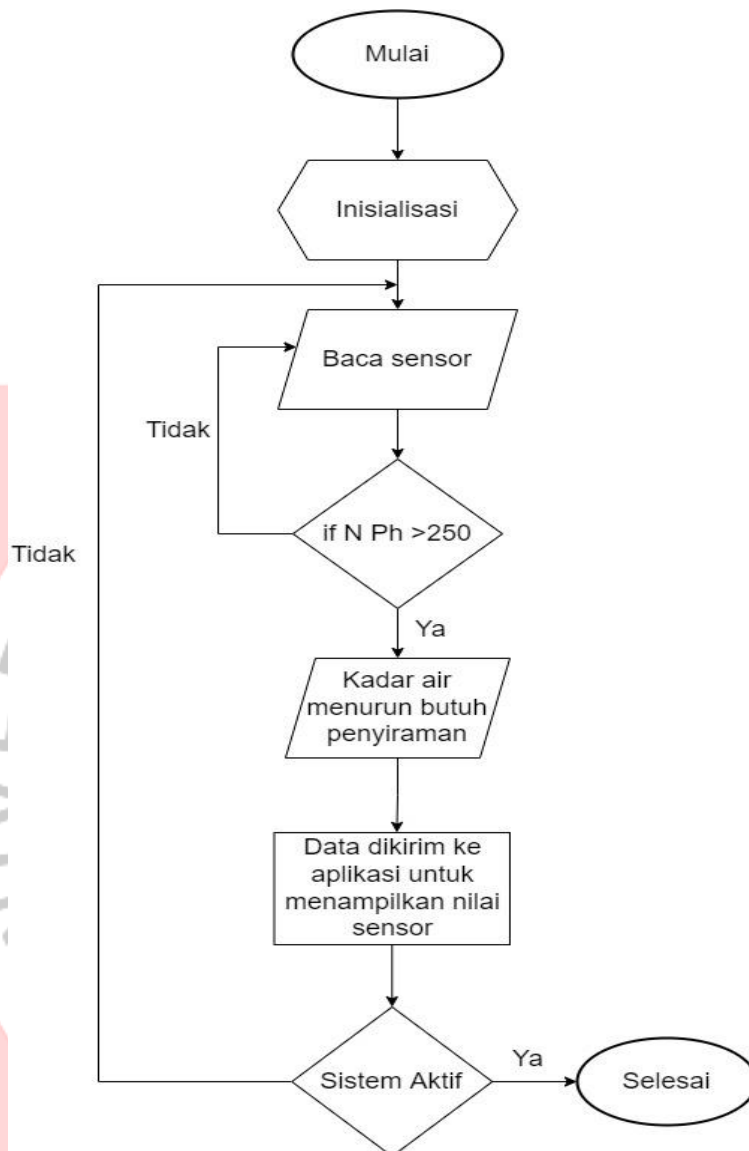 Mulai
Inisialisasi
Baca sensor
Tidak
if N Ph >250
Tidak
Ya
Kadar air
menurun butuh
penyiraman
Data dikirim ke
aplikasi untuk
menampilkan nilai
sensor
Sistem Aktif
Ya
Selesai